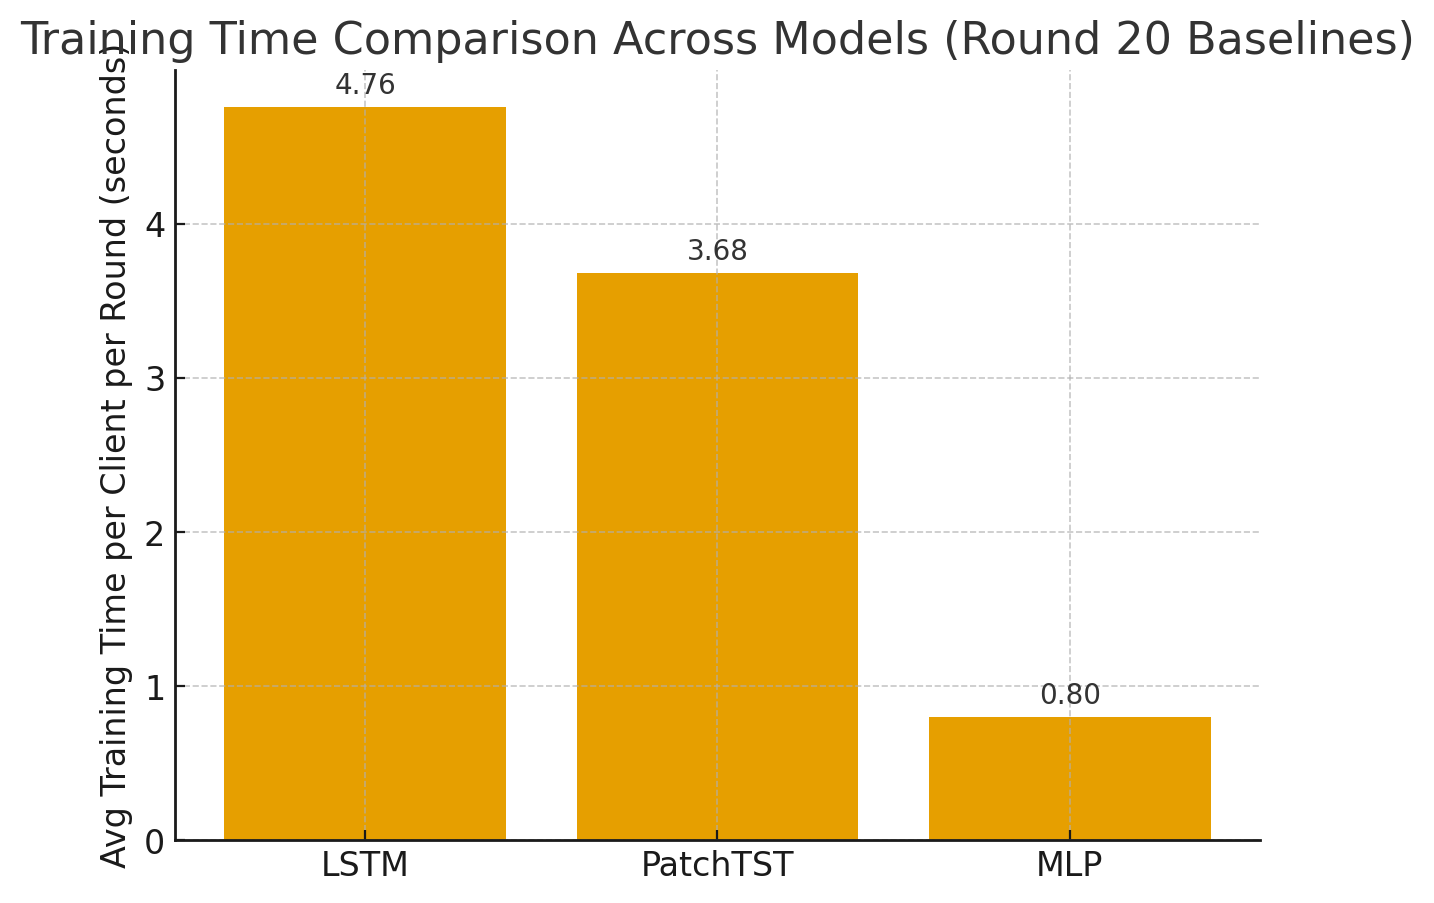 Training Time Comparison Across Models (Round 20 Baselines)
Avg Training Time per Client per Round (seconds)
4.76
3.68
0.80
4
3
2
1
0
LSTM
PatchTST
MLP